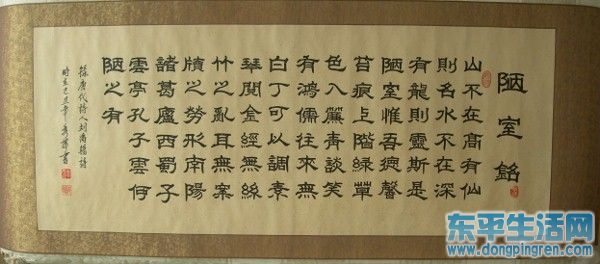 陋室銘
山不在高有仙
則名水不在深
有龍則靈斯是
陋室惟吾德馨
苔痕上階綠草
色入簾青談笑
有鴻儒往來無
白丁可以調素
琴閱金經無絲
竹之亂耳無案
牘之勞形南陽
諸葛廬西蜀子
雲亭孔子雲何
陋之有
唐代詩人劉禹錫詩
己丑年
东平生活网
www.dongpingren.com